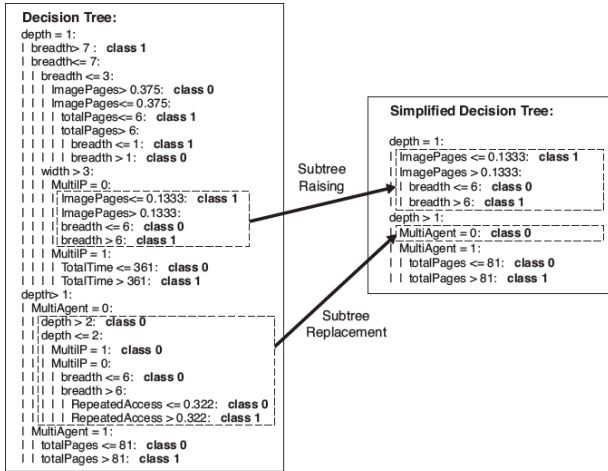 Decision Tree:
depth = 1:
| breadth> 7 : class 1
| breadth<= 7:
| | breadth <= 3:
| | | ImagePages> 0.375: class 0
| | | ImagePages<= 0.375:
| | | | totalPages<= 6: class 1
| | | | totalPages> 6:
| | | | | breadth <= 1: class 1
| | | | | breadth > 1: class 0
| | width > 3:
| | | MultiIP = 0:
| | | | ImagePages<= 0.1333: class 1
| | | | ImagePages> 0.1333:
| | | | breadth <= 6: class 0
| | | | breadth > 6: class 1
| | | MultiIP = 1:
| | | | TotalTime <= 361: class 0
| | | | TotalTime > 361: class 1
depth> 1:
| MultiAgent = 0:
| | depth > 2: class 0
| | depth <= 2:
| | | MultiIP = 1: class 0
| | | MultiIP = 0:
| | | | breadth <= 6: class 0
| | | | breadth > 6:
| | | | | RepeatedAccess <= 0.322: class 0
| | | | | RepeatedAccess > 0.322: class 1
| MultiAgent = 1:
| | totalPages <= 81: class 0
| | totalPages > 81: class 1
Subtree
Raising
Subtree
Replacement
Simplified Decision Tree:
depth = 1:
| ImagePages <= 0.1333: class 1
| ImagePages > 0.1333:
| | breadth <= 6: class 0
| | breadth > 6: class 1
depth > 1:
| MultiAgent = 0: class 0
| MultiAgent = 1:
| | totalPages <= 81: class 0
| | totalPages > 81: class 1